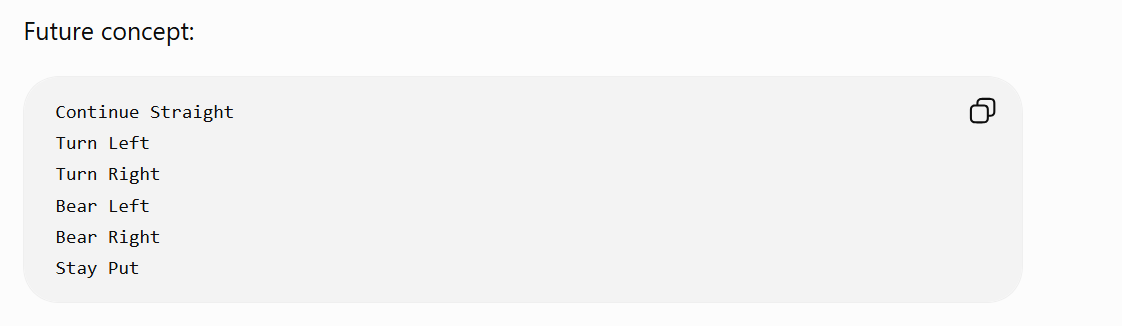 Future concept:
Continue Straight
Turn Left
Turn Right
Bear Left
Bear Right
Stay Put